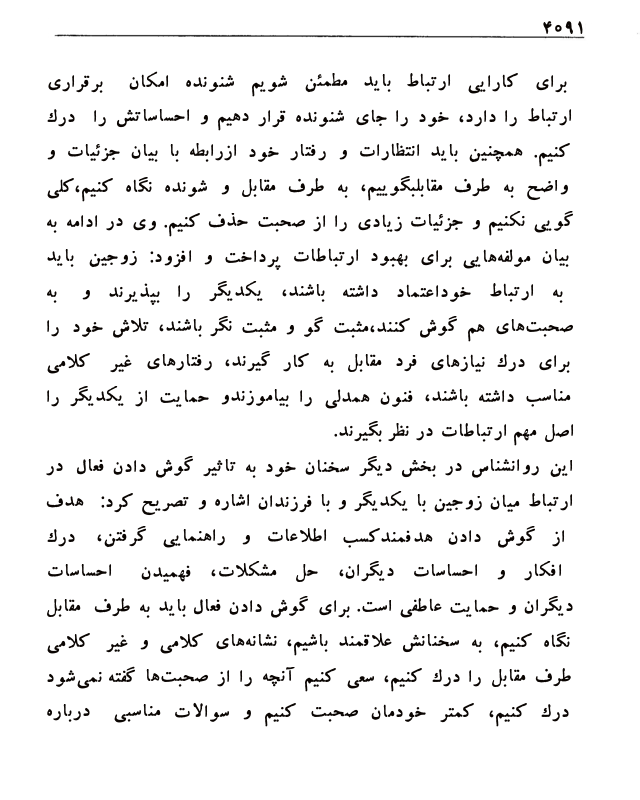 ۴۵۹۱
برای کارایی ارتباط باید مطمئن شویم شنونده امکان برقراری
ارتباط را دارد، خود را جای شنونده قرار دهیم و احساساتش را درك
کنیم. همچنین باید انتظارات و رفتار خود ازرابطه با بیان جزئیات و
واضح به طرف مقابلبگوییم، به طرف مقابل و شونده نگاه کنیم،کلی
گویی نکنیم و جزئیات زیادی را از صحبت حذف کنیم. وی در ادامه به
بیان مولفه‌هایی برای بهبود ارتباطات پرداخت و افزود: زوجین باید
به ارتباط خوداعتماد داشته باشند، یکدیگر را بپذیرند و به
صحبت‌های هم گوش کنند،مثبت گو و مثبت نگر باشند، تلاش خود را
برای درك نیازهای فرد مقابل به کار گیرند، رفتارهای غیر کلامی
مناسب داشته باشند، فنون همدلی را بیاموزندو حمایت از یکدیگر را
اصل مهم ارتباطات در نظر بگیرند.
این روانشناس در بخش دیگر سخنان خود به تاثیر گوش دادن فعال در
ارتباط میان زوجین با یکدیگر و با فرزندان اشاره و تصریح کرد: هدف
از گوش دادن هدفمندکسب اطلاعات و راهنمایی گرفتن، درك
افکار و احساسات دیگران، حل مشکلات، فهمیدن احساسات
دیگران و حمایت عاطفی است. برای گوش دادن فعال باید به طرف مقابل
نگاه کنیم، به سخنانش علاقمند باشیم، نشانه‌های کلامی و غیر کلامی
طرف مقابل را درك کنیم، سعی کنیم آنچه را از صحبت‌ها گفته نمی‌شود
درك کنیم، کمتر خودمان صحبت کنیم و سوالات مناسبی درباره